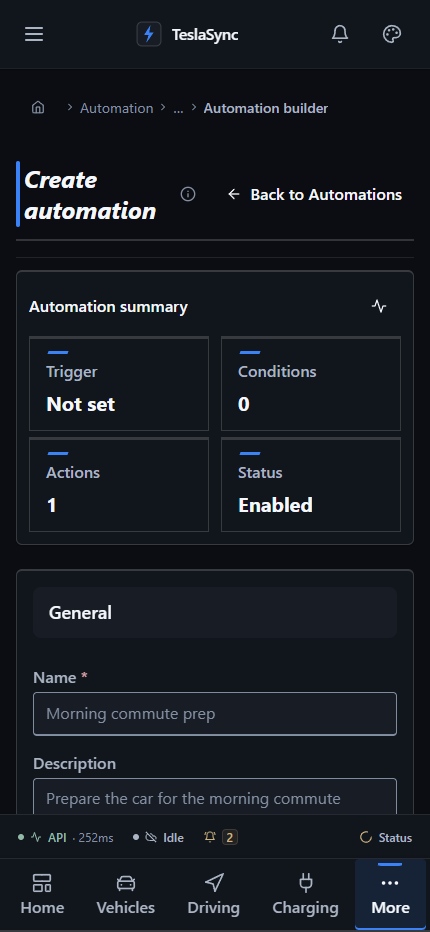 TeslaSync
Automation
...
Automation builder
Create
automation
Back to Automations
Automation summary
Trigger
Not set
Conditions
0
Actions
1
Status
Enabled
General
Name *
Morning commute prep
Description
Prepare the car for the morning commute
API · 252ms
Idle
2
Status
Home
Vehicles
Driving
Charging
More